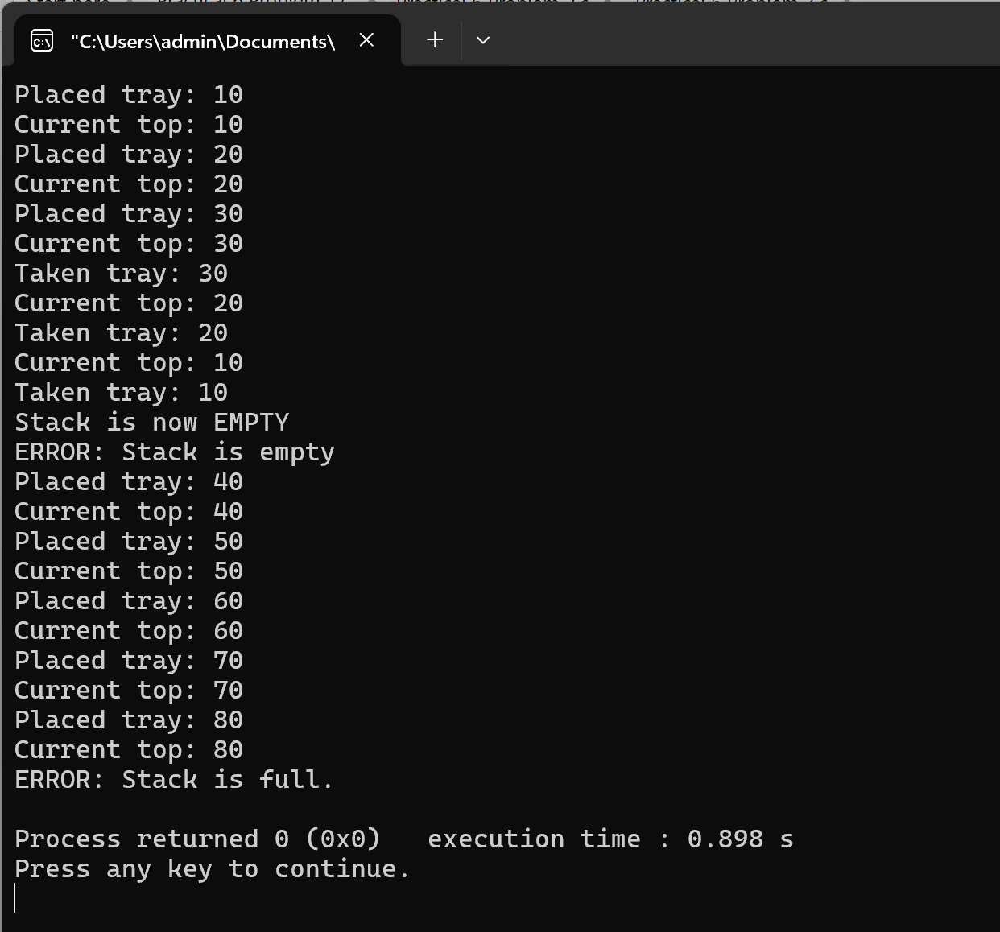 "C:\Users\admin\Documents\
Placed tray: 10
Current top: 10
Placed tray: 20
Current top: 20
Placed tray: 30
Current top: 30
Taken tray: 30
Current top: 20
Taken tray: 20
Current top: 10
Taken tray: 10
Stack is now EMPTY
ERROR: Stack is empty
Placed tray: 40
Current top: 40
Placed tray: 50
Current top: 50
Placed tray: 60
Current top: 60
Placed tray: 70
Current top: 70
Placed tray: 80
Current top: 80
ERROR: Stack is full.
Process returned 0 (0x0)   execution time : 0.898 s
Press any key to continue.